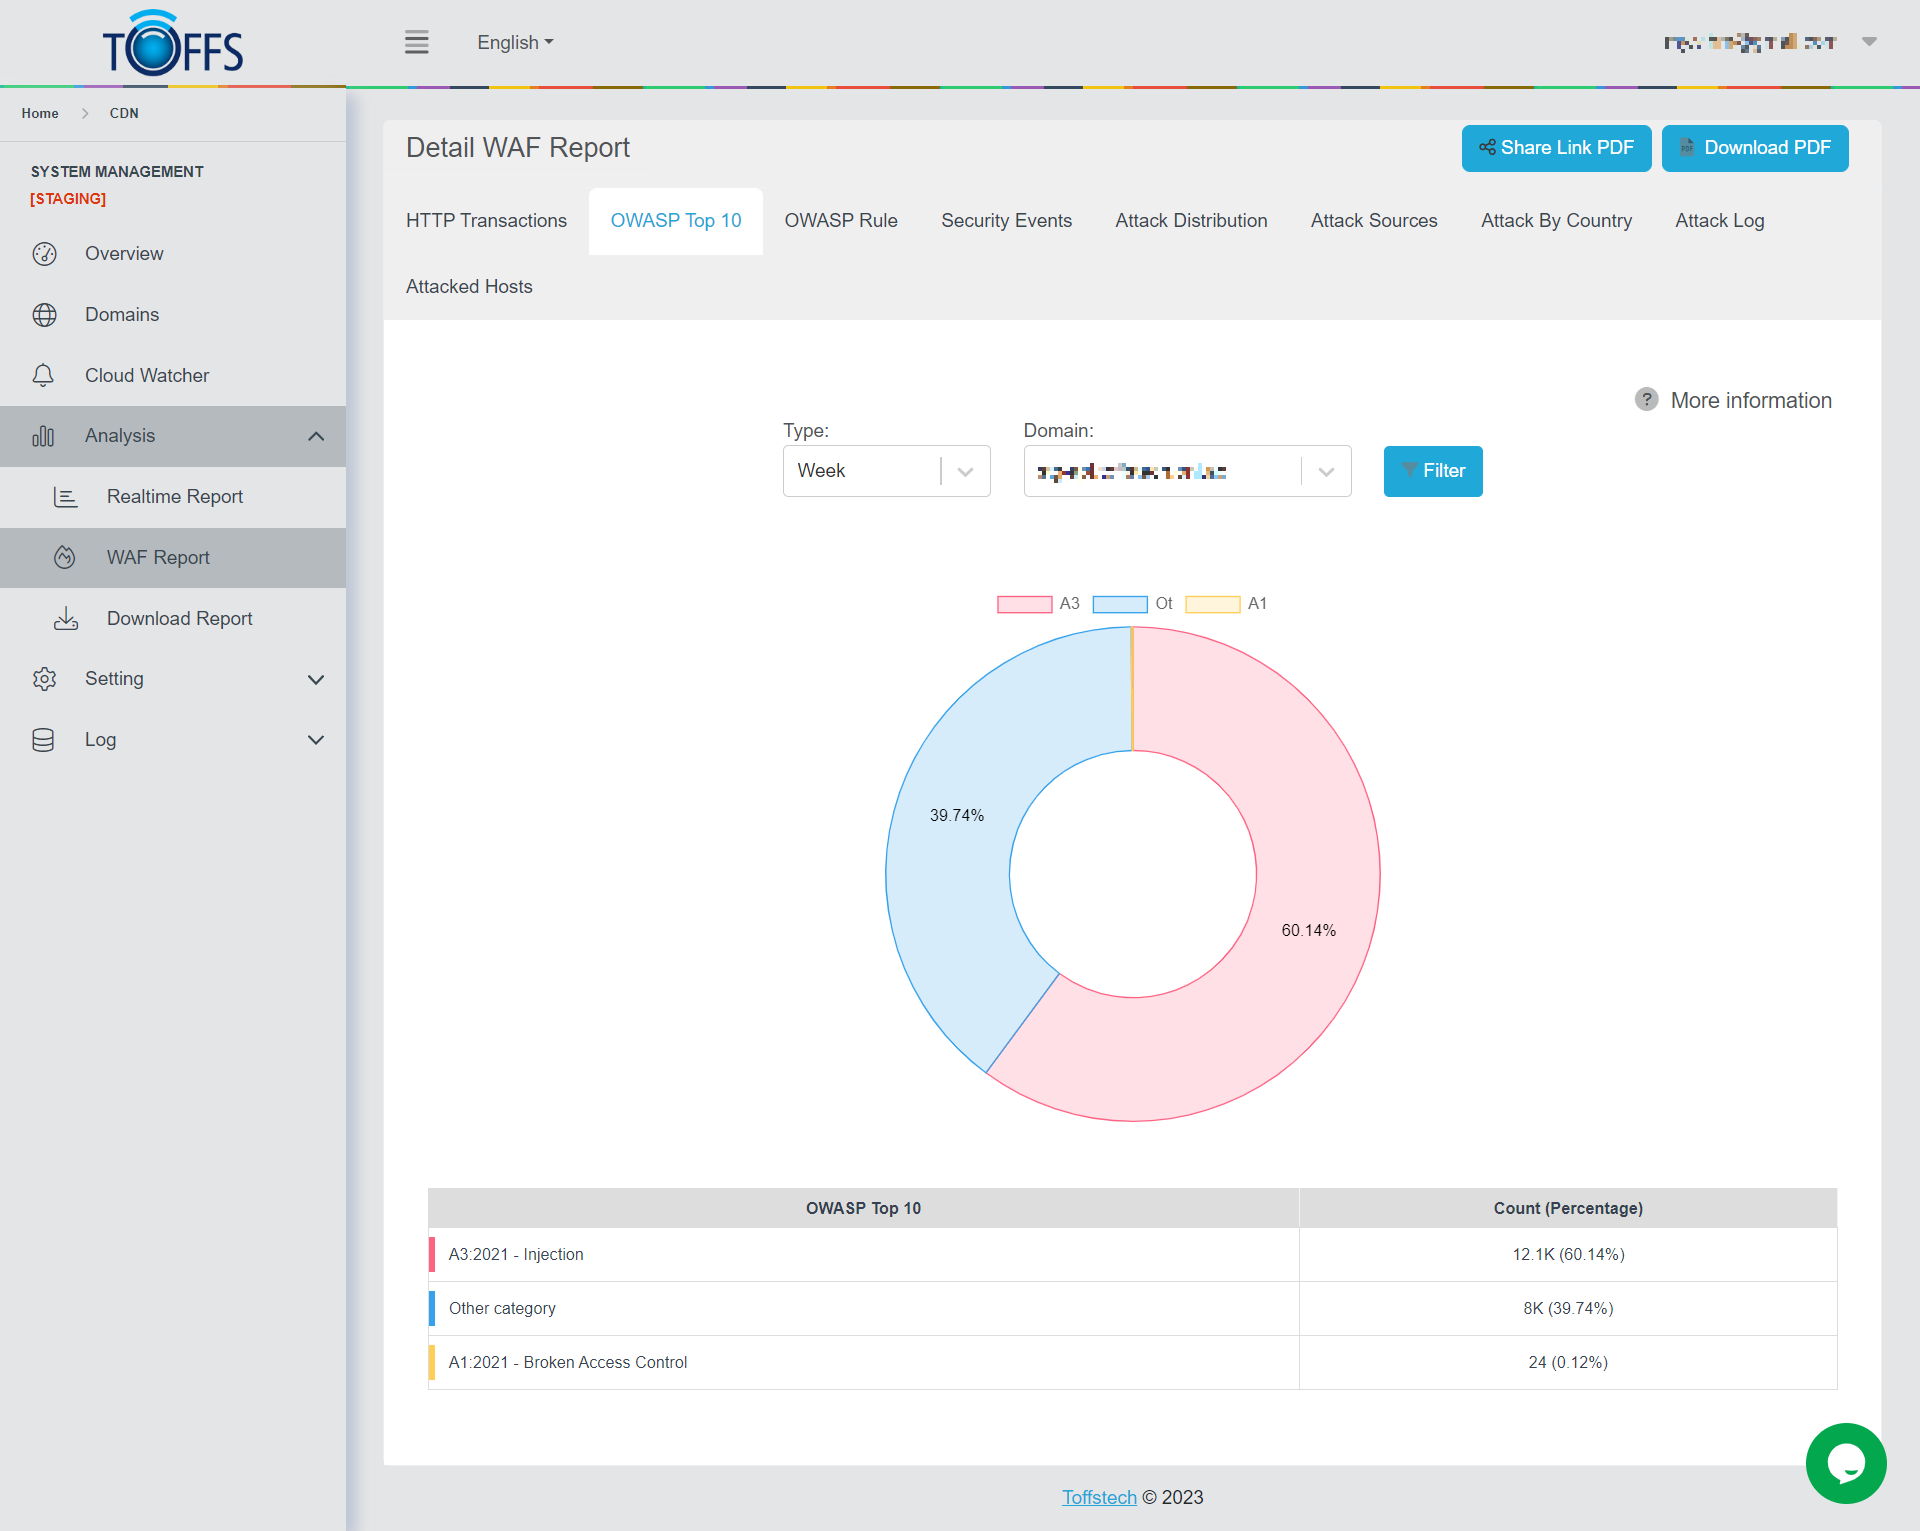 TOFFS
English
Home > CDN
SYSTEM MANAGEMENT
[STAGING]
Overview
Domains
Cloud Watcher
Analysis
Realtime Report
WAF Report
Download Report
Setting
Log
Detail WAF Report
Share Link PDF
PDF Download PDF
HTTP Transactions OWASP Top 10 OWASP Rule Security Events Attack Distribution Attack Sources Attack By Country Attack Log
Attacked Hosts
? More information
Type: Domain:
Week
Filter
A3 Ot A1
39.74%
60.14%
OWASP Top 10 Count (Percentage)
A3:2021 - Injection 12.1K (60.14%)
Other category 8K (39.74%)
A1:2021 - Broken Access Control 24 (0.12%)
Toffstech © 2023